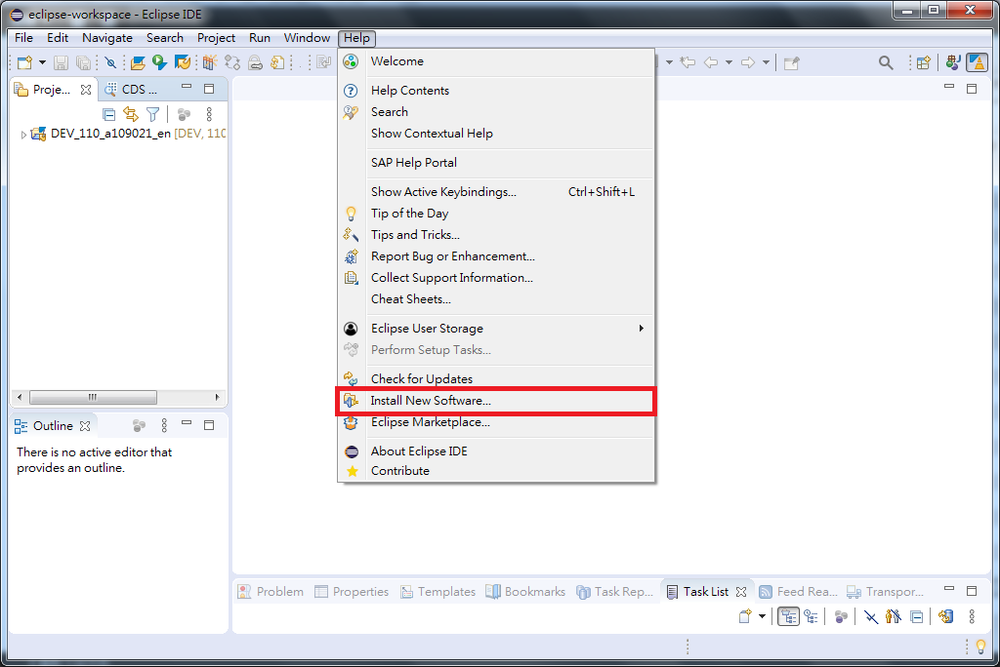 eclipse-workspace - Eclipse IDE
File Edit Navigate Search Project Run Window Help
Proje... CDS ...
DEV_110_a109021_en [DEV, 110
Welcome
Help Contents
Search
Show Contextual Help
SAP Help Portal
Show Active Keybindings... Ctrl+Shift+L
Tip of the Day
Tips and Tricks...
Report Bug or Enhancement...
Collect Support Information...
Cheat Sheets...
Eclipse User Storage
Perform Setup Tasks...
Check for Updates
Install New Software...
Eclipse Marketplace...
About Eclipse IDE
Contribute
Outline
There is no active editor that
provides an outline.
Problem Properties Templates Bookmarks Task Rep... Task List Feed Rea... Transpor...